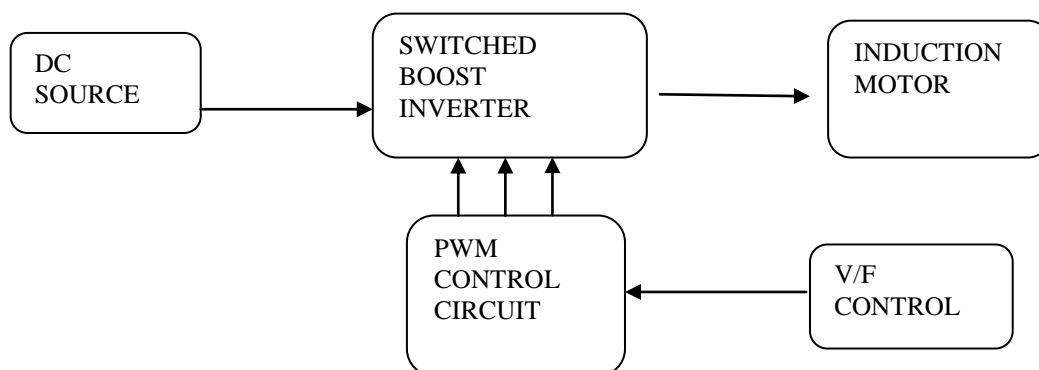 DC
SOURCE
SWITCHED
BOOST
INVERTER
INDUCTION
MOTOR
PWM
CONTROL
CIRCUIT
V/F
CONTROL